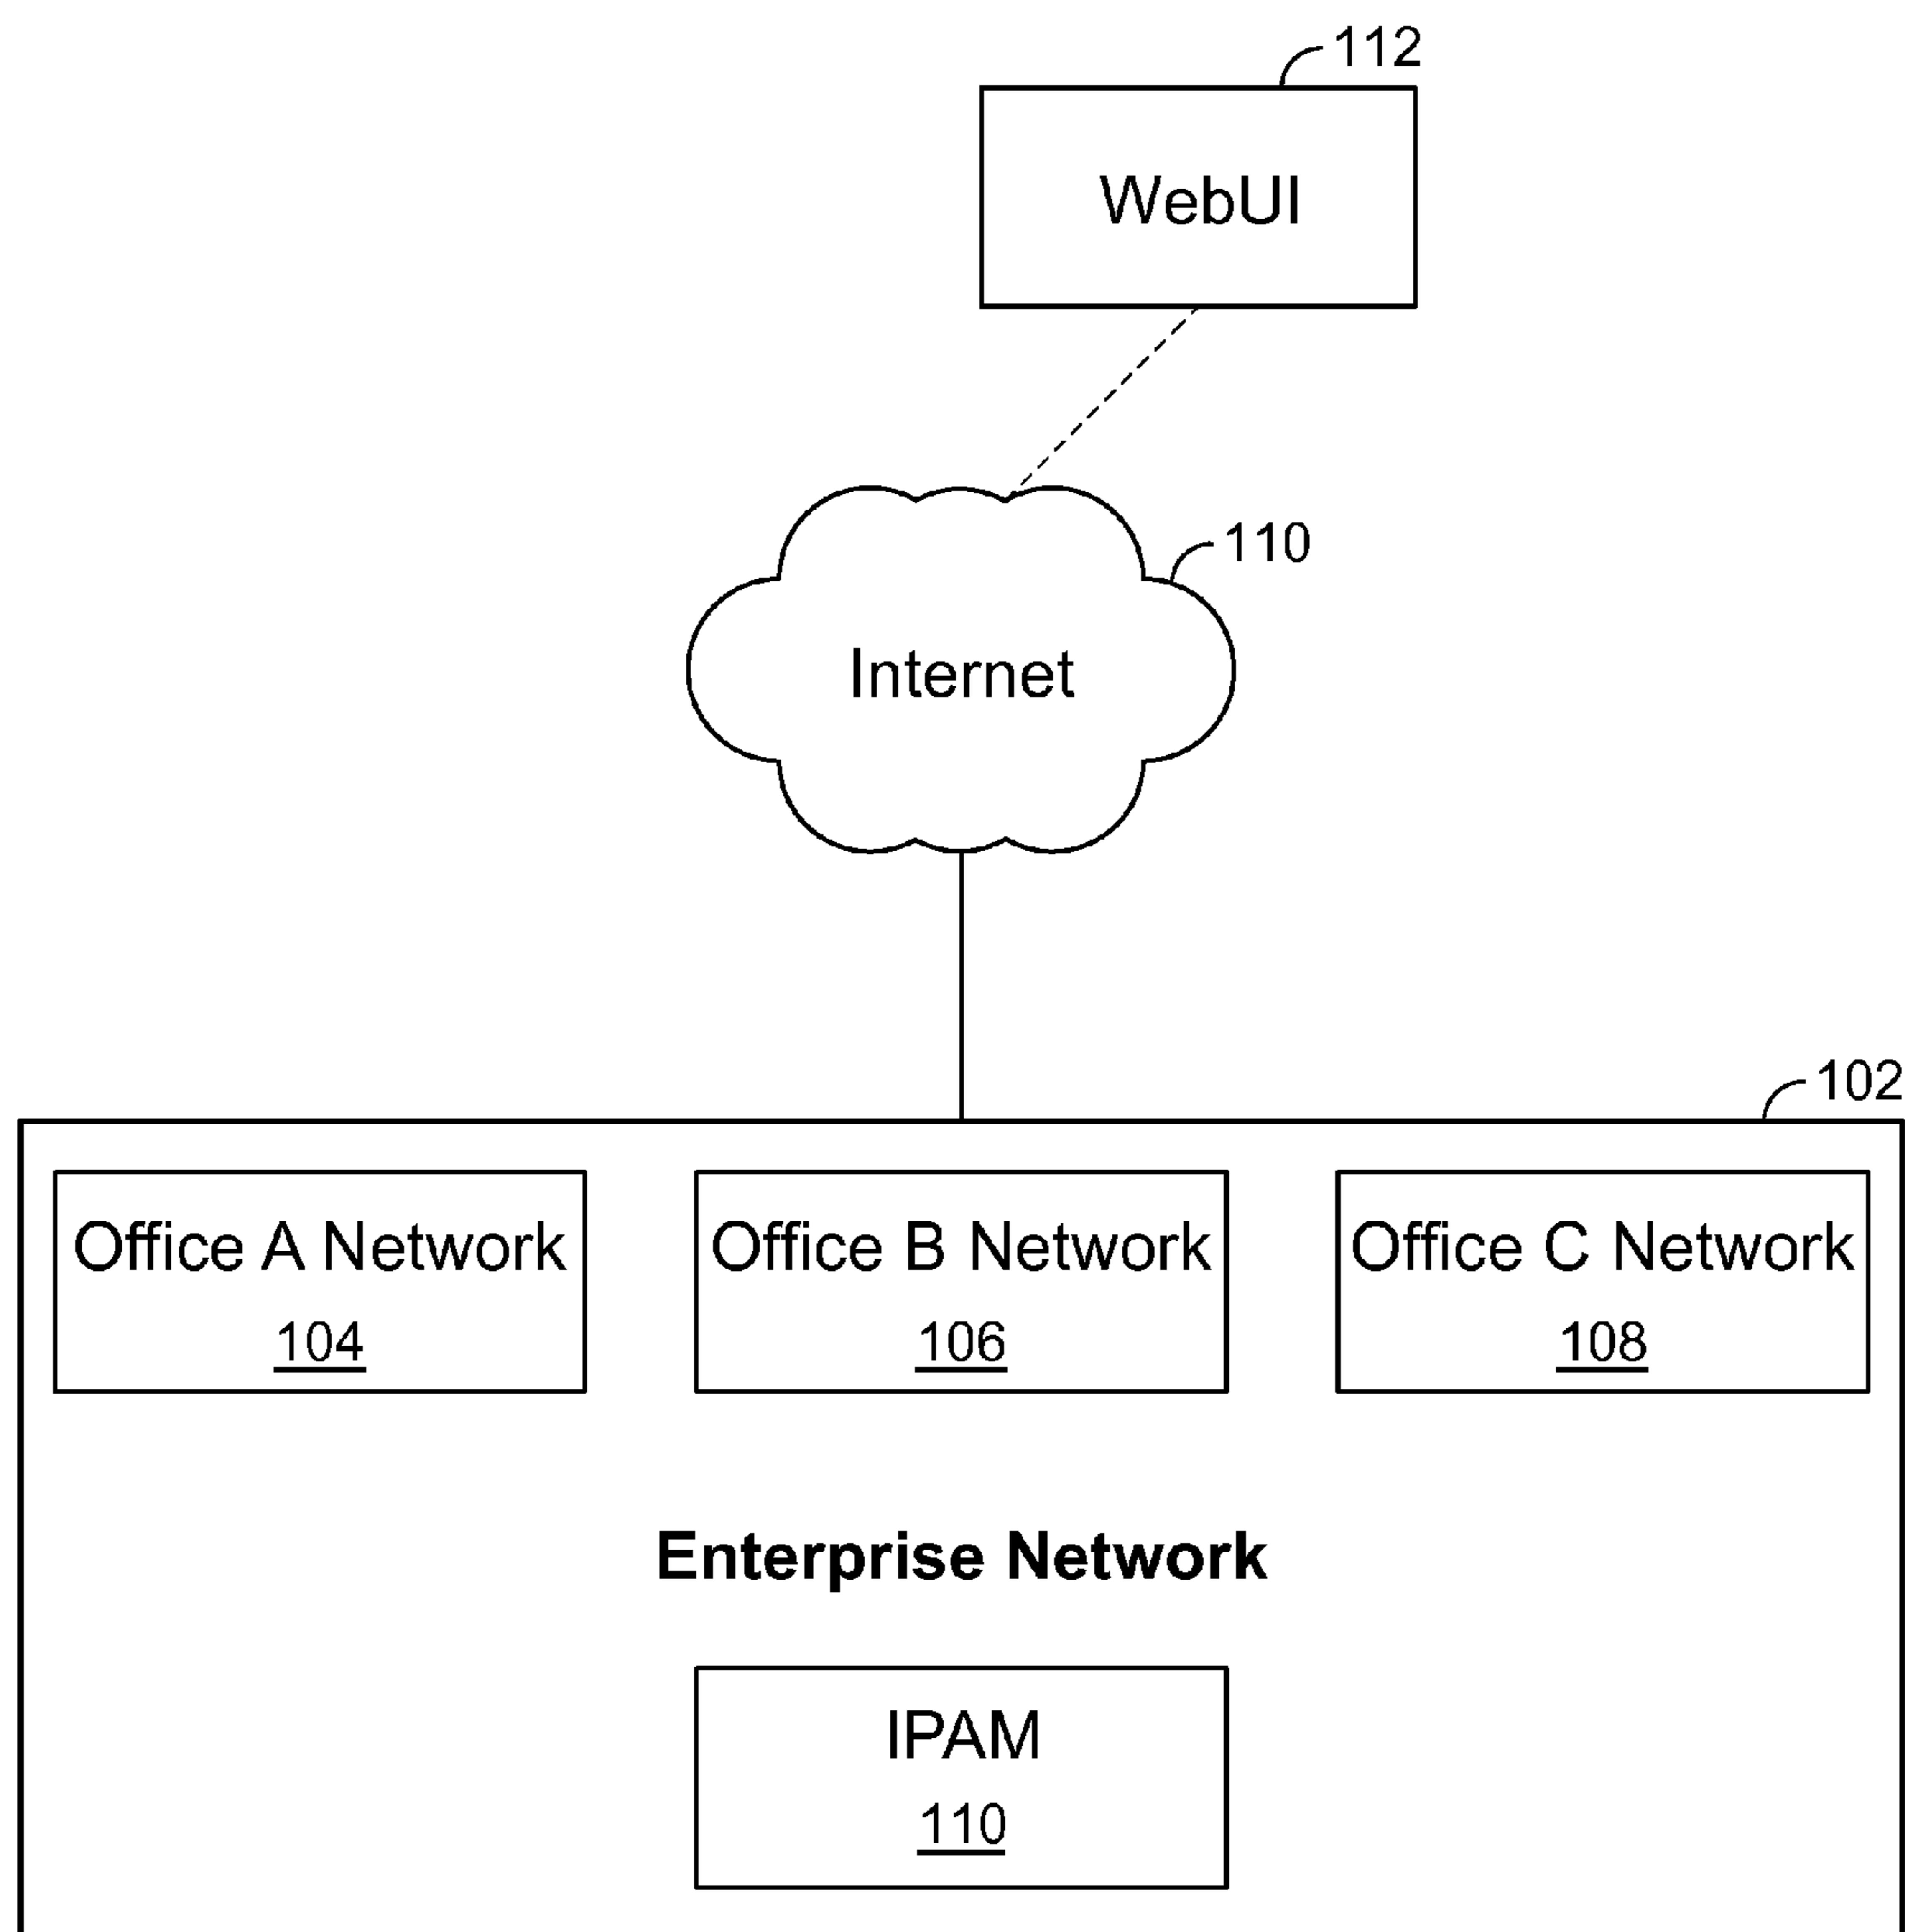 112
WebUI
110
Internet
102
Office A Network
104
Office B Network
106
Office C Network
108
Enterprise Network
IPAM
110